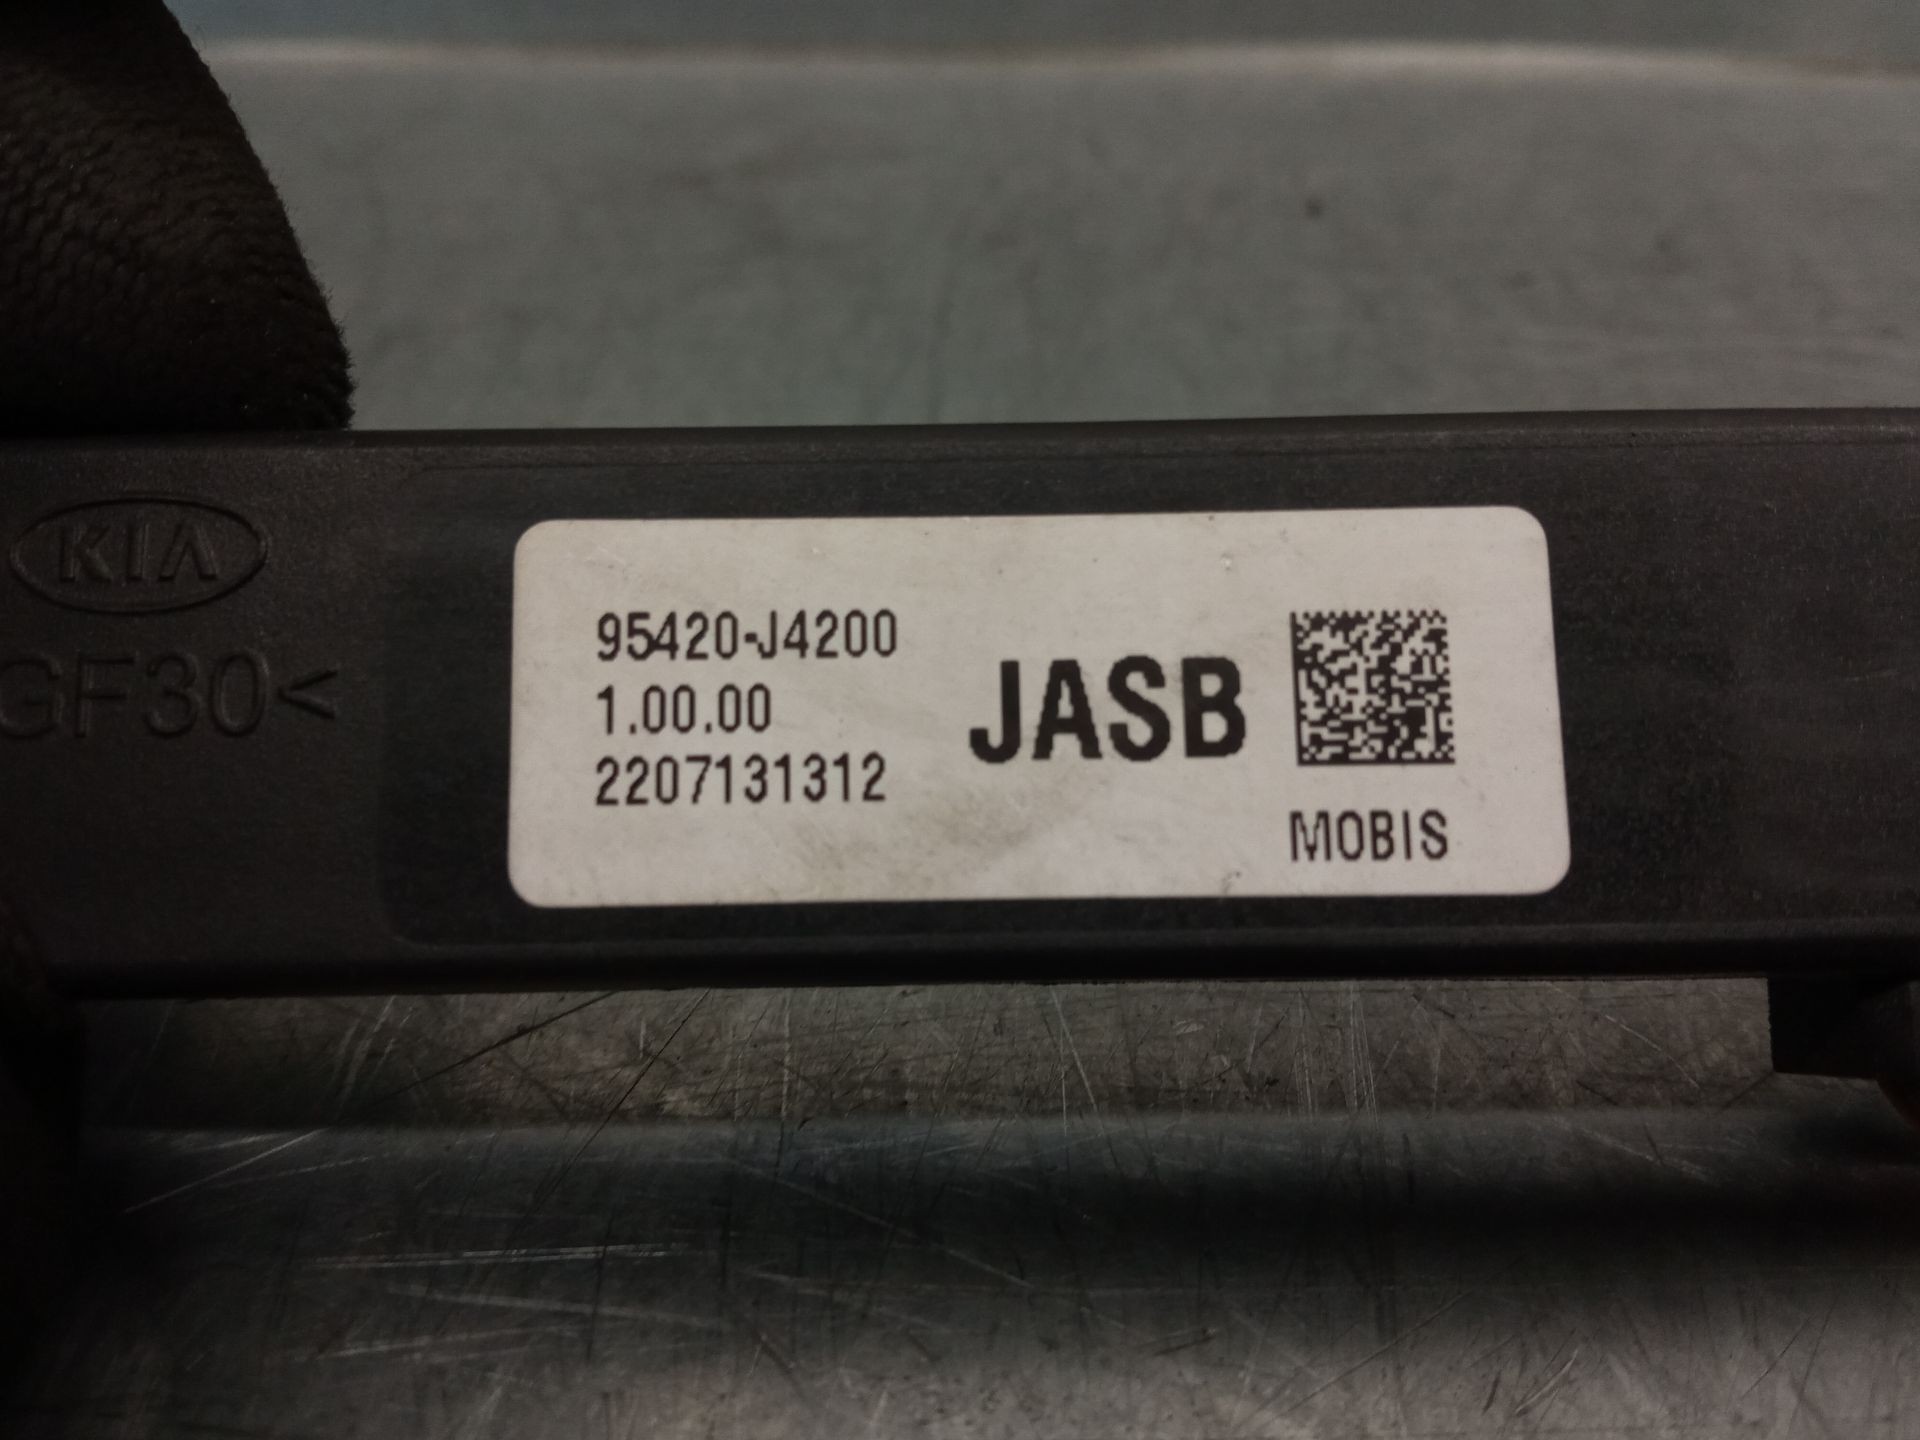 KIA
GF30<
95420-J4200
1.00.00
2207131312
JASB
MOBIS